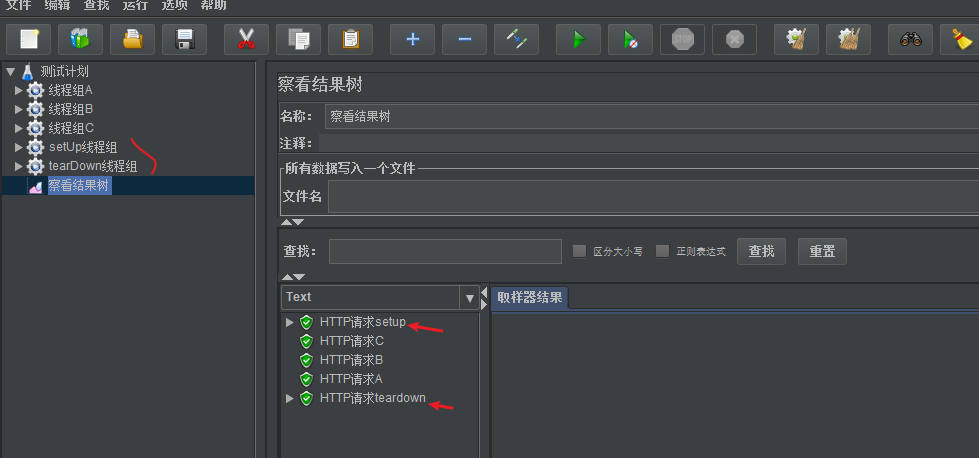 文件 编辑 查找 运行 选项 帮助
STOP
测试计划
线程组A
线程组B
线程组C
setUp线程组
tearDown线程组
察看结果树
察看结果树
名称： 察看结果树
注释：
所有数据写入一个文件
文件名
查找： 区分大小写 正则表达式 查找 重置
Text
取样器结果
HTTP请求setup
HTTP请求C
HTTP请求B
HTTP请求A
HTTP请求teardown